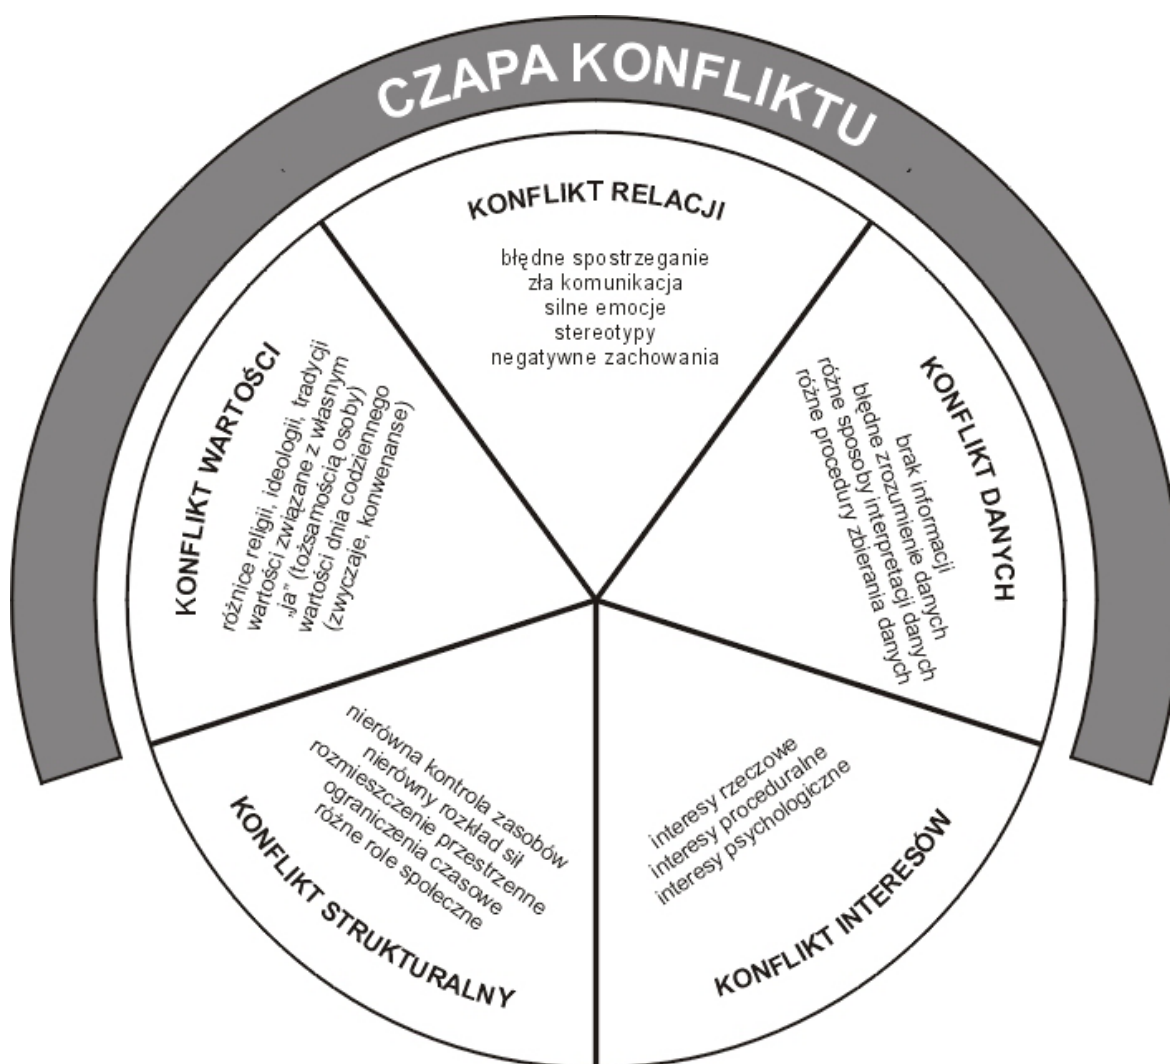 CZAPA KONFLIKTU
KONFLIKT RELACJI
błędne spostrzeganie
zła komunikacja
silne emocje
stereotypy
negatywne zachowania
KONFLIKT DANYCH
brak informacji
błędne zrozumienie danych
różne sposoby interpretacji danych
różne procedury zbierania danych
KONFLIKT INTERESÓW
interesy rzeczowe
interesy proceduralne
interesy psychologiczne
KONFLIKT STRUKTURALNY
nierówna kontrola zasobów
nierówny rozkład sił
rozmieszczenie przestrzenne
ograniczenia czasowe
różne role społeczne
KONFLIKT WARTOŚCI
różnice religii, ideologii, tradycji
wartości związane z własnym
„ja” (tożsamością osoby)
wartości dnia codziennego
(zwyczaje, konwenanse)